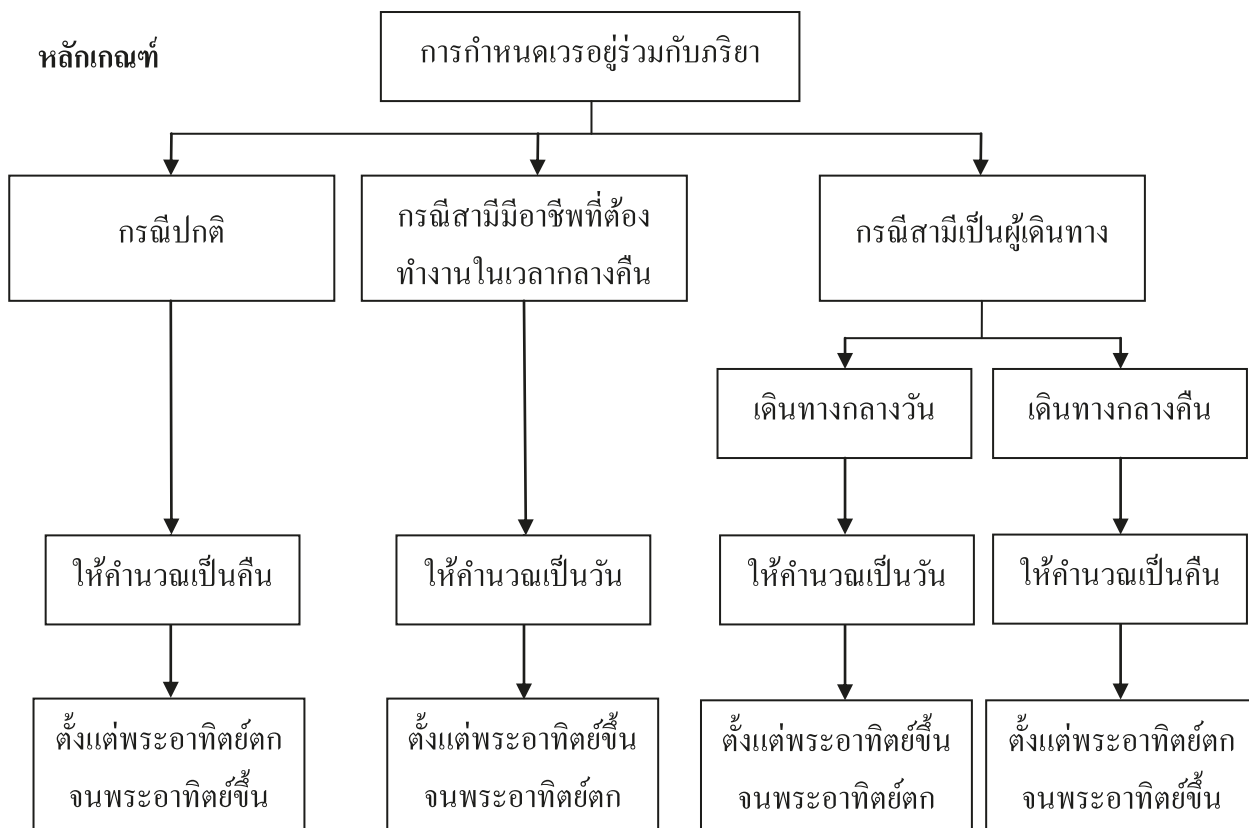 หลักเกณฑ์
การกำหนดเวรอยู่ร่วมกับภริยา
กรณีปกติ
กรณีสามีมีอาชีพที่ต้อง
ทำงานในเวลากลางคืน
กรณีสามีเป็นผู้เดินทาง
เดินทางกลางวัน
เดินทางกลางคืน
ให้คำนวณเป็นคืน
ให้คำนวณเป็นวัน
ให้คำนวณเป็นวัน
ให้คำนวณเป็นคืน
ตั้งแต่พระอาทิตย์ตก
จนพระอาทิตย์ขึ้น
ตั้งแต่พระอาทิตย์ขึ้น
จนพระอาทิตย์ตก
ตั้งแต่พระอาทิตย์ขึ้น
จนพระอาทิตย์ตก
ตั้งแต่พระอาทิตย์ตก
จนพระอาทิตย์ขึ้น